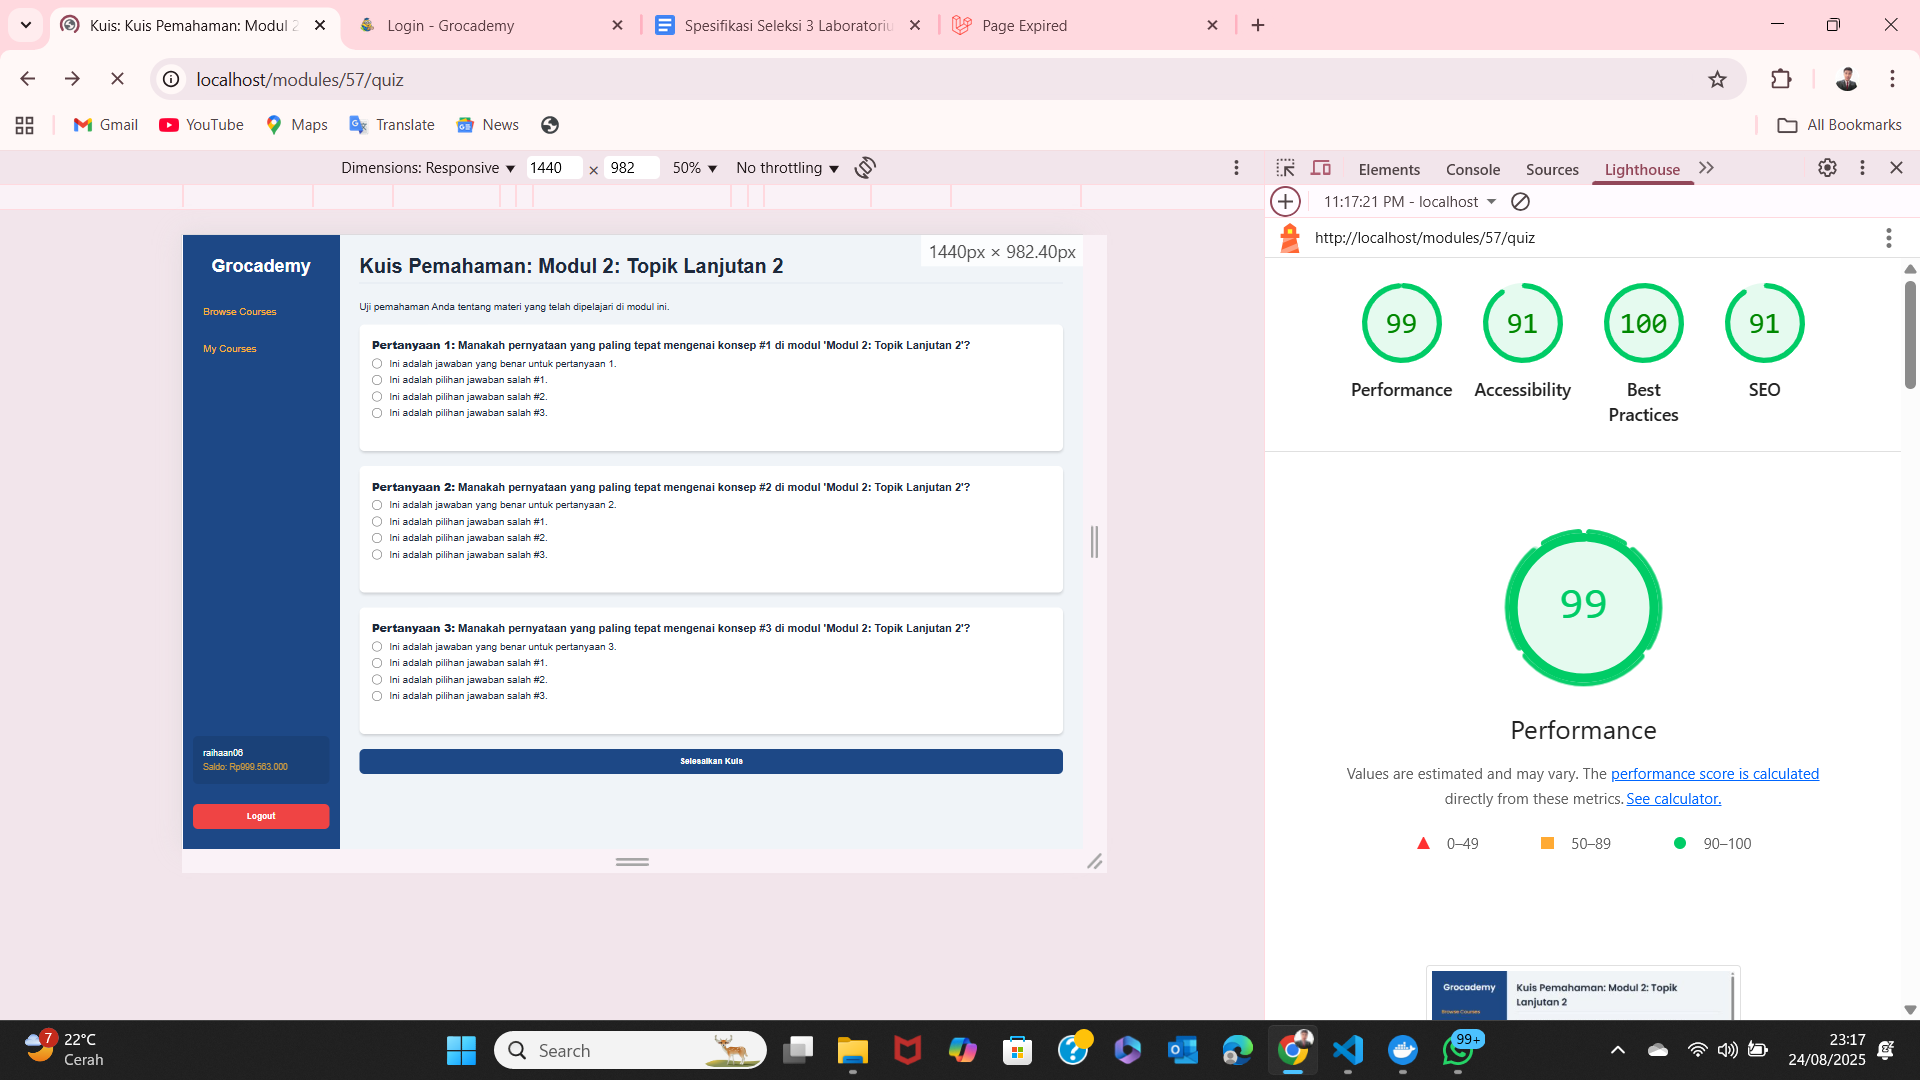 Kuis: Kuis Pemahaman: Modul 2
Login - Grocademy
Spesifikasi Seleksi 3 Laboratoriu
Page Expired
localhost/modules/57/quiz
Gmail
YouTube
Maps
Translate
News
All Bookmarks
Dimensions: Responsive
1440
×
982
50%
No throttling
Elements
Console
Sources
Lighthouse
11:17:21 PM - localhost
http://localhost/modules/57/quiz
1440px × 982.40px
Grocademy
Browse Courses
My Courses
raihaan06
Saldo: Rp999.563.000
Logout
Kuis Pemahaman: Modul 2: Topik Lanjutan 2
Uji pemahaman Anda tentang materi yang telah dipelajari di modul ini.
Pertanyaan 1: Manakah pernyataan yang paling tepat mengenai konsep #1 di modul 'Modul 2: Topik Lanjutan 2'?
Ini adalah jawaban yang benar untuk pertanyaan 1.
Ini adalah pilihan jawaban salah #1.
Ini adalah pilihan jawaban salah #2.
Ini adalah pilihan jawaban salah #3.
Pertanyaan 2: Manakah pernyataan yang paling tepat mengenai konsep #2 di modul 'Modul 2: Topik Lanjutan 2'?
Ini adalah jawaban yang benar untuk pertanyaan 2.
Ini adalah pilihan jawaban salah #1.
Ini adalah pilihan jawaban salah #2.
Ini adalah pilihan jawaban salah #3.
Pertanyaan 3: Manakah pernyataan yang paling tepat mengenai konsep #3 di modul 'Modul 2: Topik Lanjutan 2'?
Ini adalah jawaban yang benar untuk pertanyaan 3.
Ini adalah pilihan jawaban salah #1.
Ini adalah pilihan jawaban salah #2.
Ini adalah pilihan jawaban salah #3.
Selesaikan Kuis
99
91
100
91
Performance
Accessibility
Best
Practices
SEO
99
Performance
Values are estimated and may vary. The performance score is calculated
directly from these metrics. See calculator.
0–49
50–89
90–100
Grocademy
Browse Courses
Kuis Pemahaman: Modul 2: Topik
Lanjutan 2
7
22°C
Cerah
Search
99+
23:17
24/08/2025